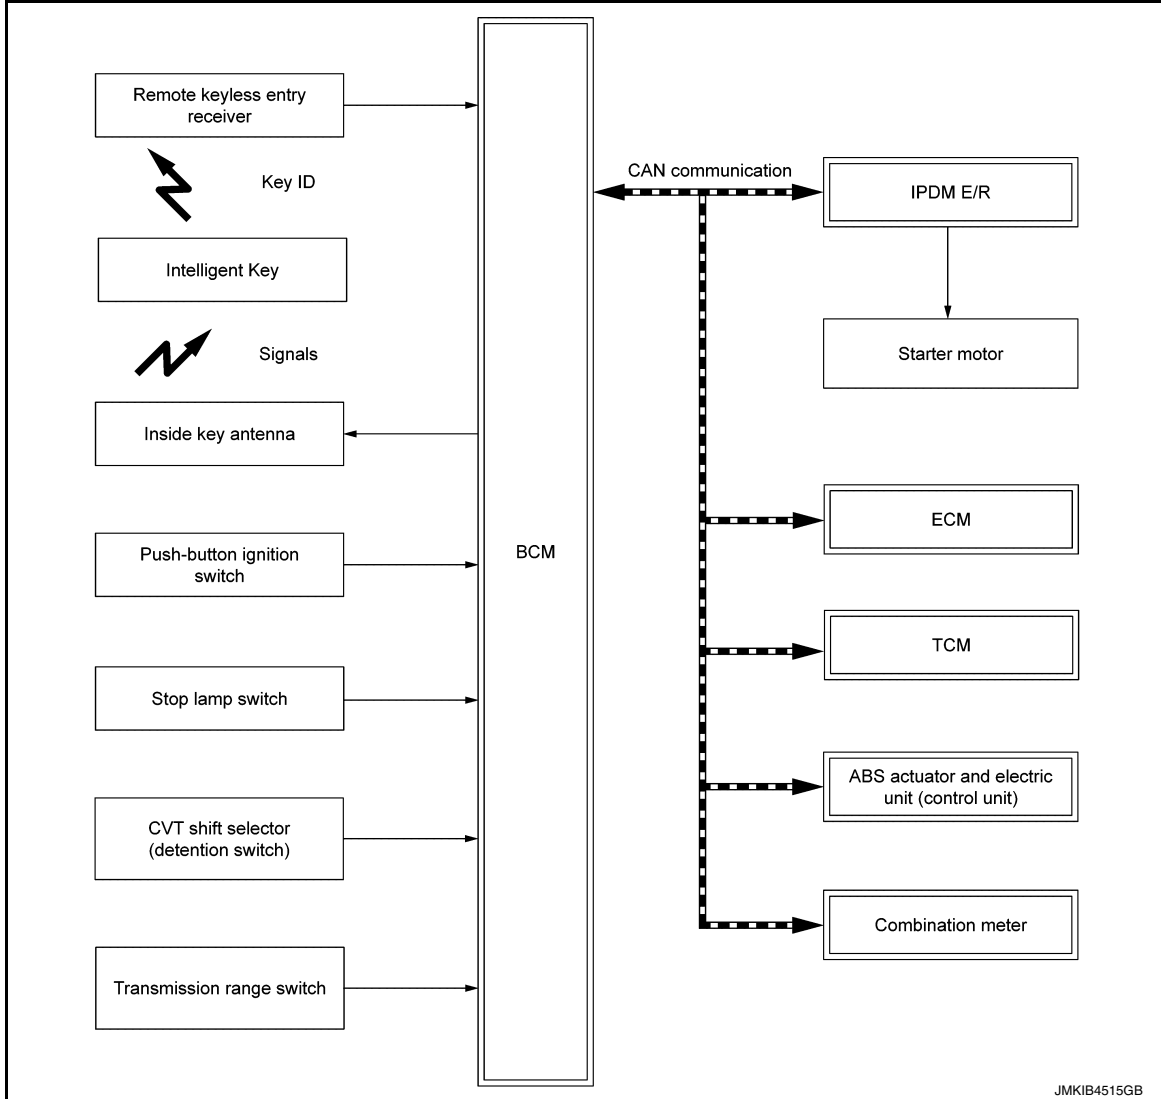 Remote keyless entry
receiver
Key ID
Intelligent Key
Signals
Inside key antenna
Push-button ignition
switch
Stop lamp switch
CVT shift selector
(detention switch)
Transmission range switch
BCM
CAN communication
IPDM E/R
Starter motor
ECM
TCM
ABS actuator and electric
unit (control unit)
Combination meter
JMKIB4515GB